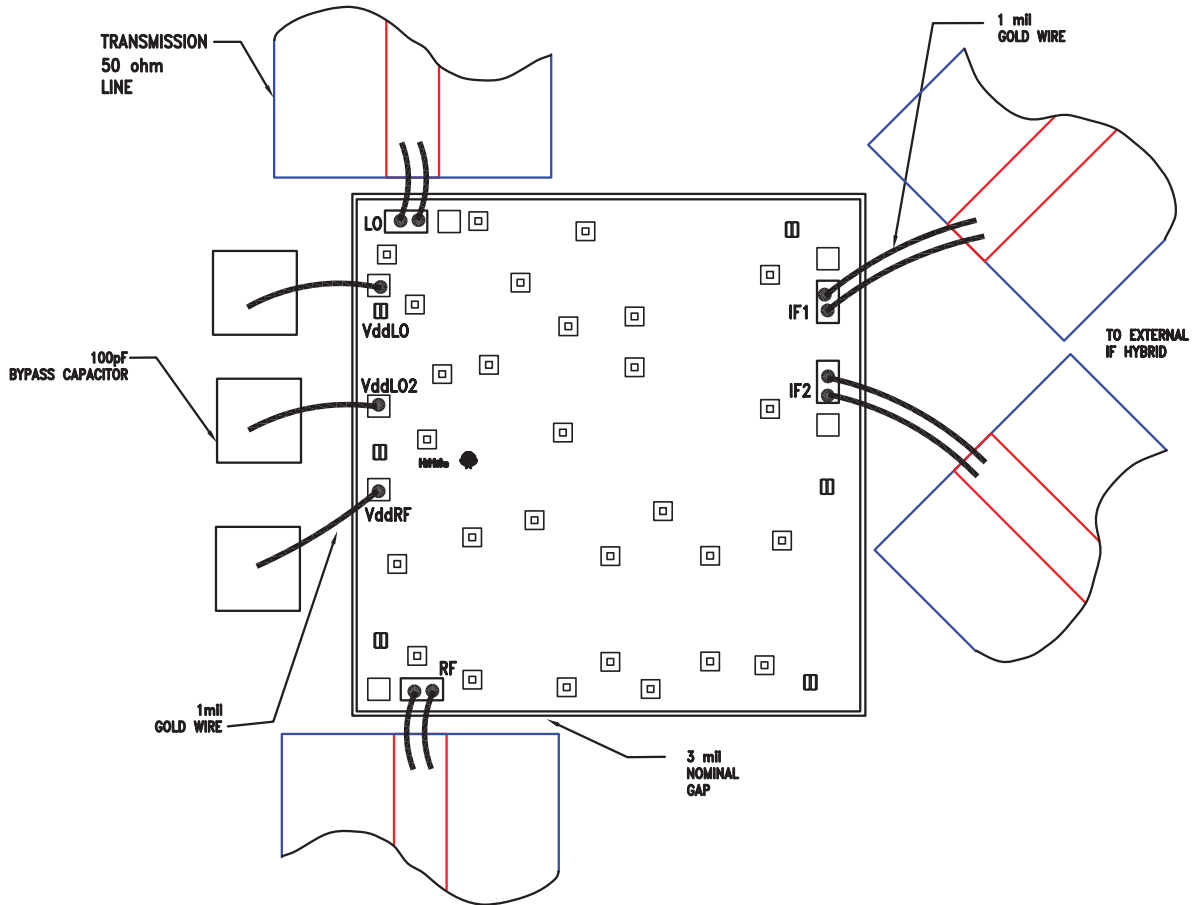 TRANSMISSION
50 ohm
LINE
1 mil
GOLD WIRE
LO
VddLO
IF1
TO EXTERNAL
IF HYBRID
100pF
BYPASS CAPACITOR
VddLO2
IF2
VddRF
RF
1mil
GOLD WIRE
3 mil
NOMINAL
GAP